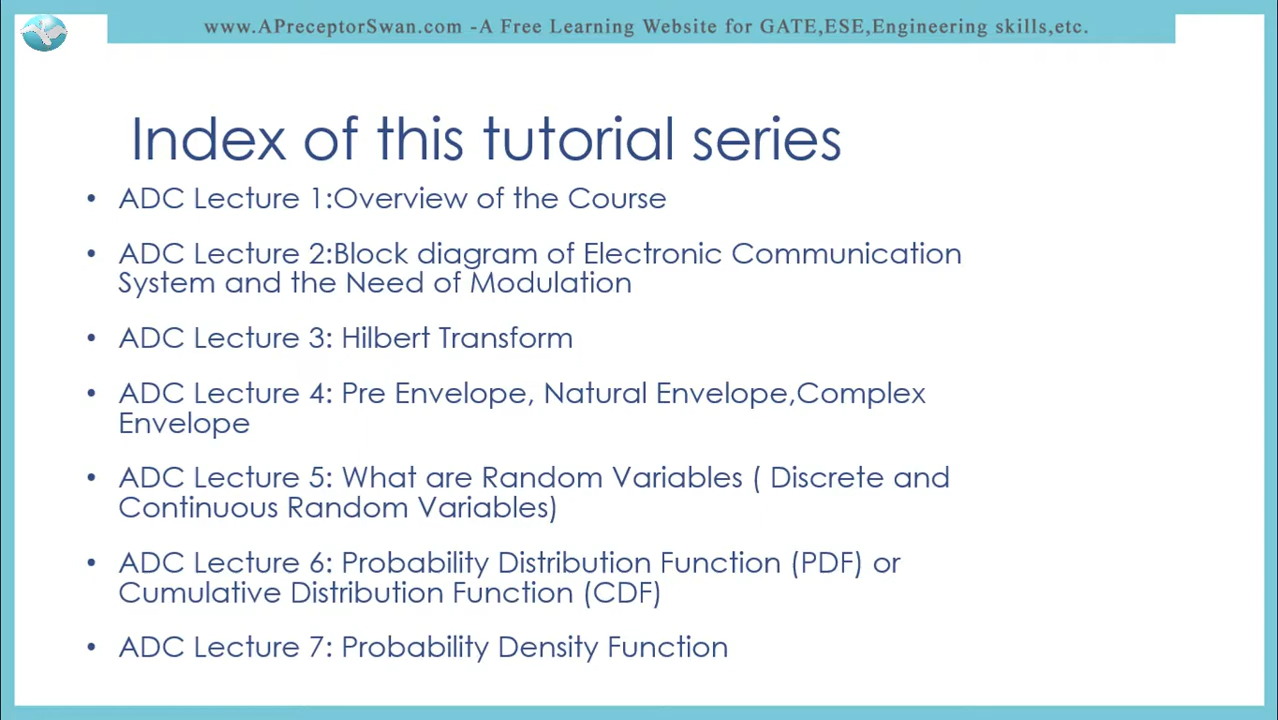 www.APreceptorSwan.com -A Free Learning Website for GATE,ESE,Engineering skills,etc.
Index of this tutorial series
• ADC Lecture 1:Overview of the Course
• ADC Lecture 2:Block diagram of Electronic Communication
System and the Need of Modulation
• ADC Lecture 3: Hilbert Transform
• ADC Lecture 4: Pre Envelope, Natural Envelope,Complex
Envelope
• ADC Lecture 5: What are Random Variables ( Discrete and
Continuous Random Variables)
• ADC Lecture 6: Probability Distribution Function (PDF) or
Cumulative Distribution Function (CDF)
• ADC Lecture 7: Probability Density Function